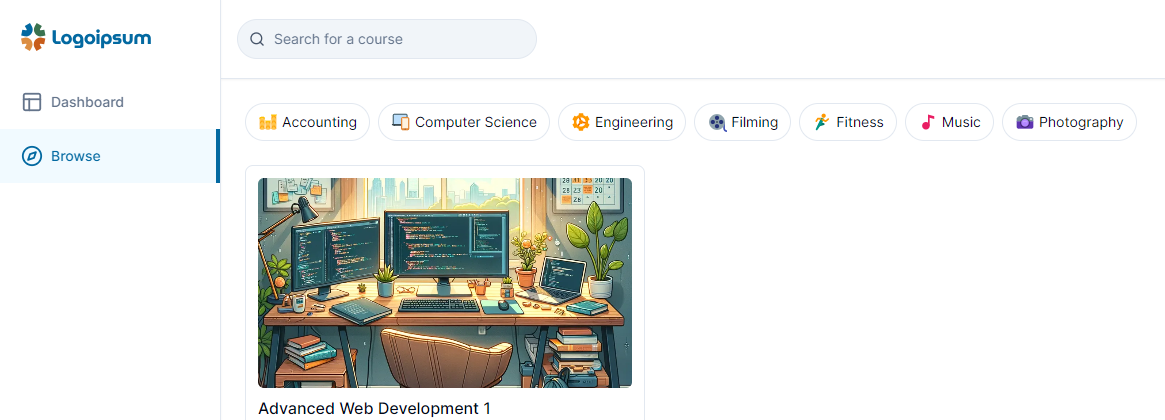 Logoipsum
Search for a course
Dashboard
Browse
Accounting
Computer Science
Engineering
Filming
Fitness
Music
Photography
Advanced Web Development 1